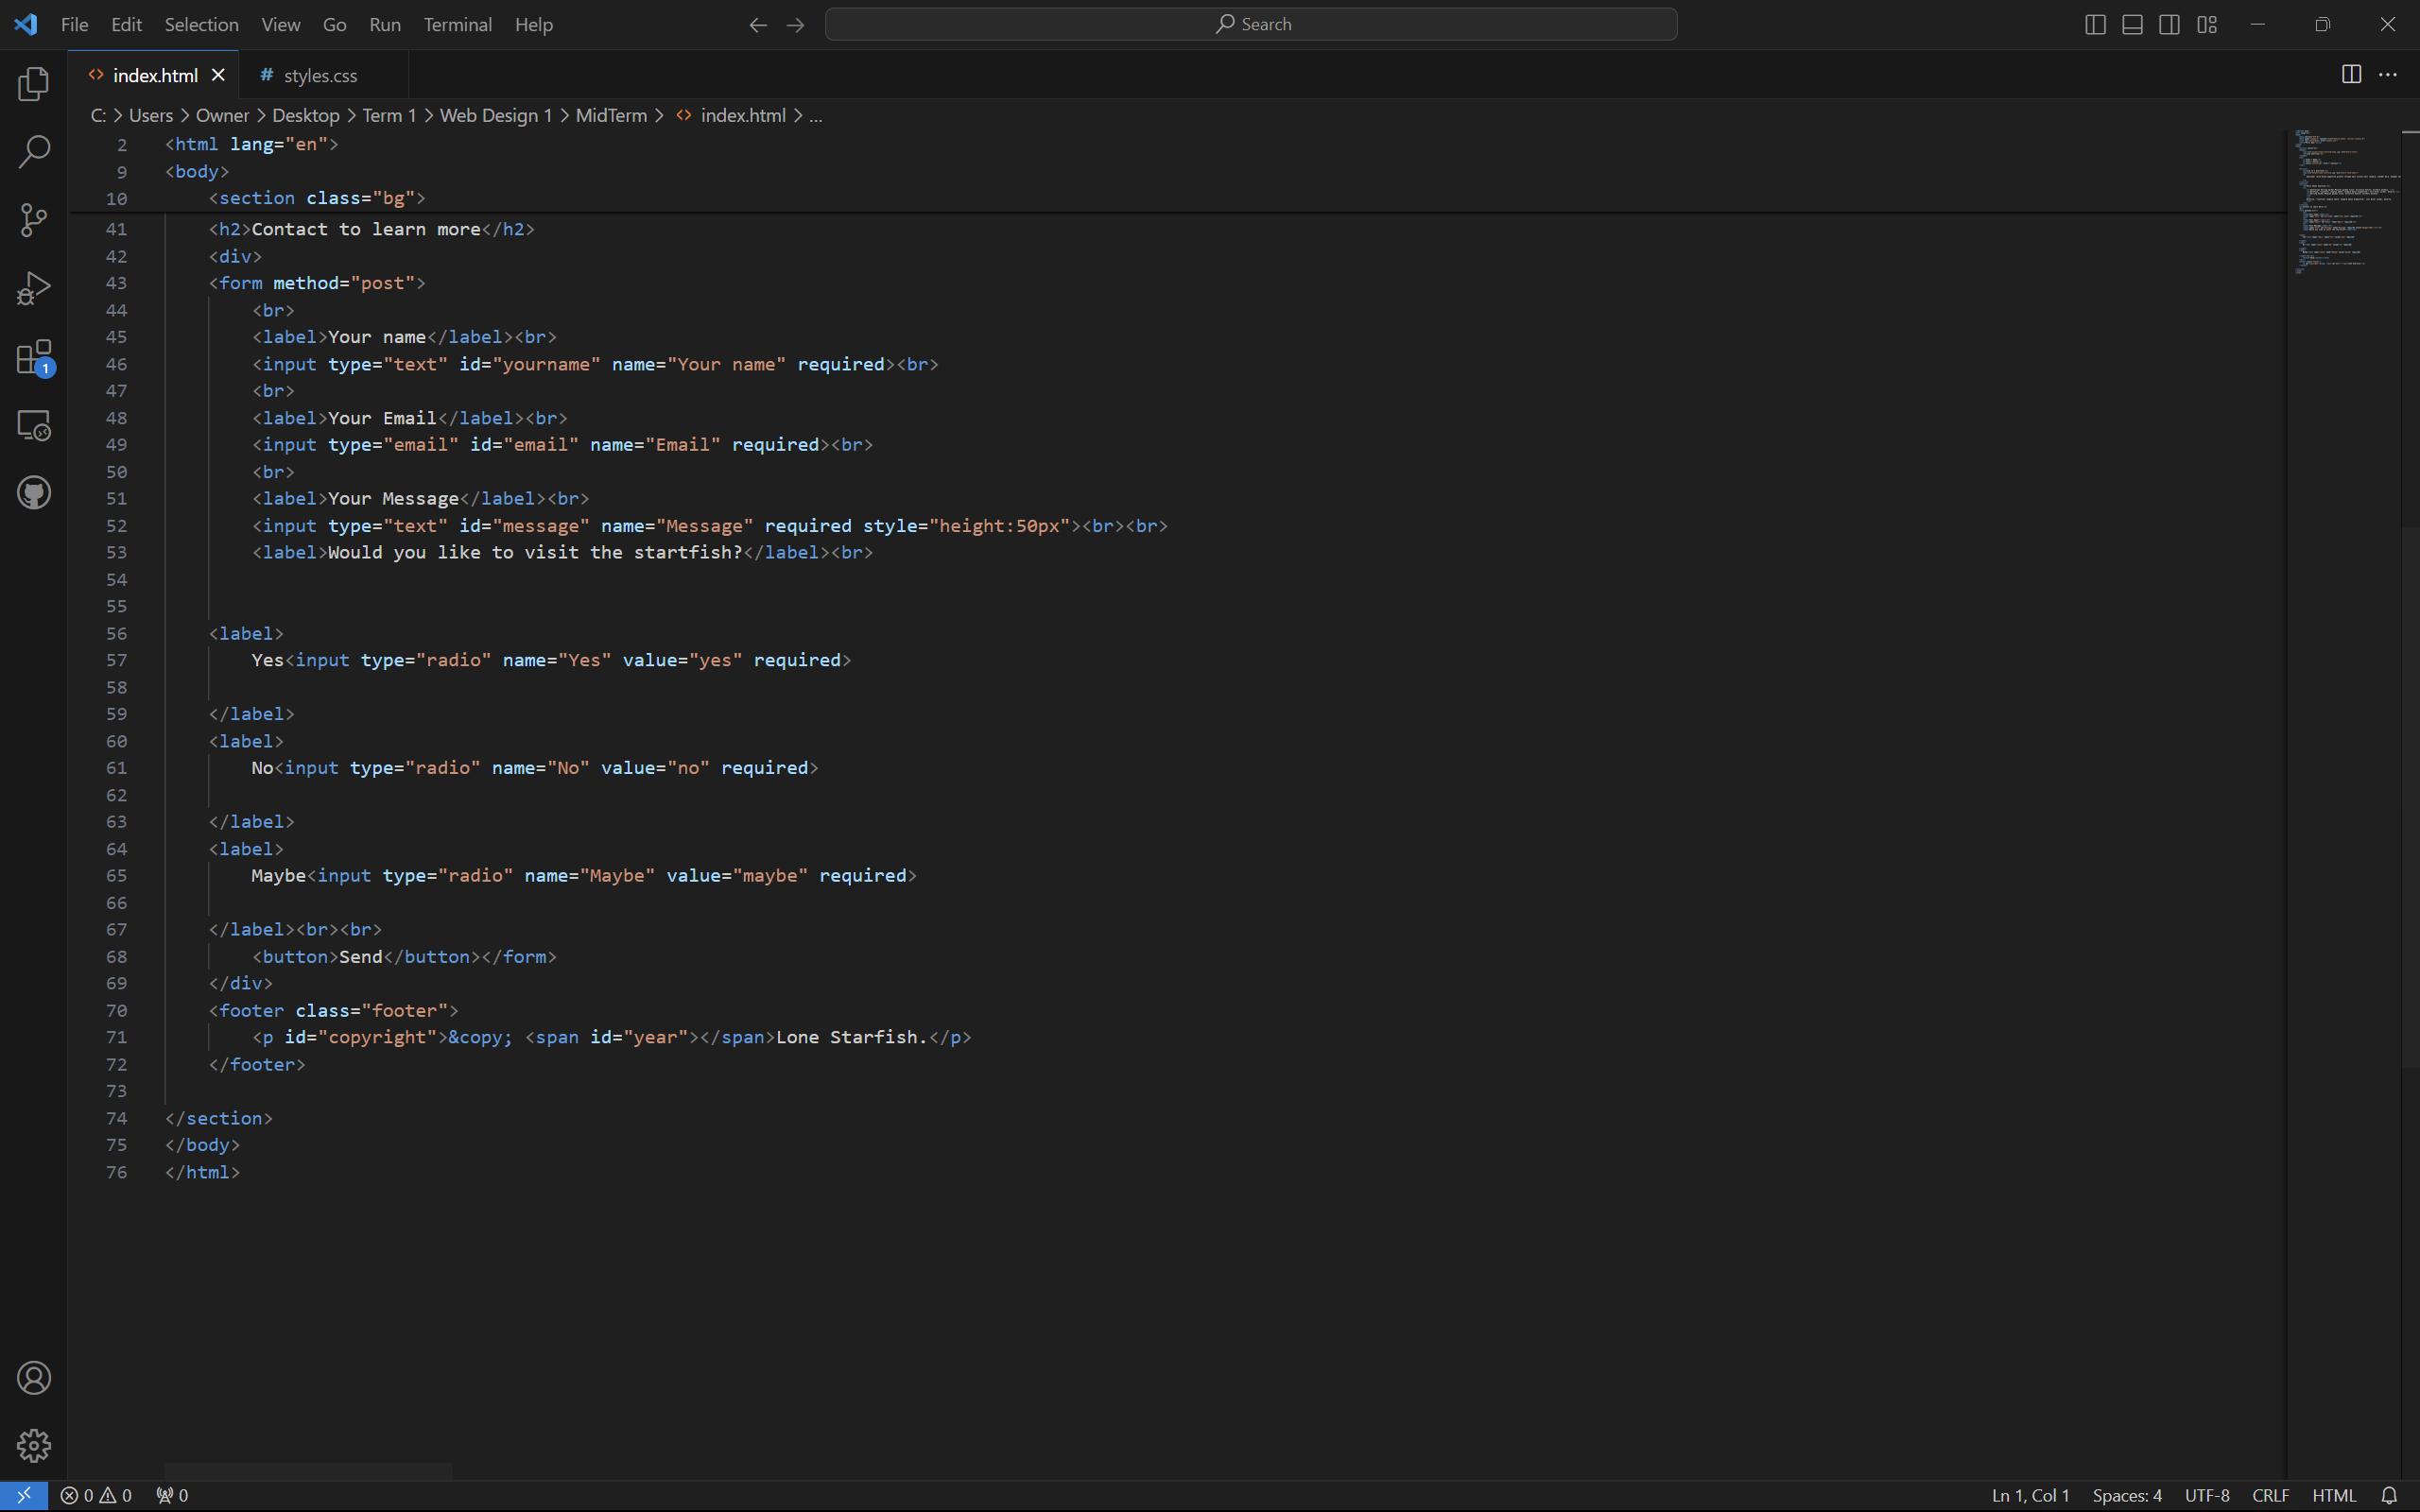 File Edit Selection View Go Run Terminal Help Search
index.html # styles.css
C: > Users > Owner > Desktop > Term 1 > Web Design 1 > MidTerm > <> index.html > ...
2 <html lang="en">
9 <body>
10 <section class="bg">
41 <h2>Contact to learn more</h2>
42 <div>
43 <form method="post">
44 <br>
45 <label>Your name</label><br>
46 <input type="text" id="yourname" name="Your name" required><br>
47 <br>
48 <label>Your Email</label><br>
49 <input type="email" id="email" name="Email" required><br>
50 <br>
51 <label>Your Message</label><br>
52 <input type="text" id="message" name="Message" required style="height:50px"><br><br>
53 <label>Would you like to visit the startfish?</label><br>
54
55
56 <label>
57 Yes<input type="radio" name="Yes" value="yes" required>
58
59 </label>
60 <label>
61 No<input type="radio" name="No" value="no" required>
62
63 </label>
64 <label>
65 Maybe<input type="radio" name="Maybe" value="maybe" required>
66
67 </label><br><br>
68 <button>Send</button></form>
69 </div>
70 <footer class="footer">
71 <p id="copyright">&copy; <span id="year"></span>Lone Starfish.</p>
72 </footer>
73
74 </section>
75 </body>
76 </html>
1
0 0 0 Ln 1, Col 1 Spaces: 4 UTF-8 CRLF HTML